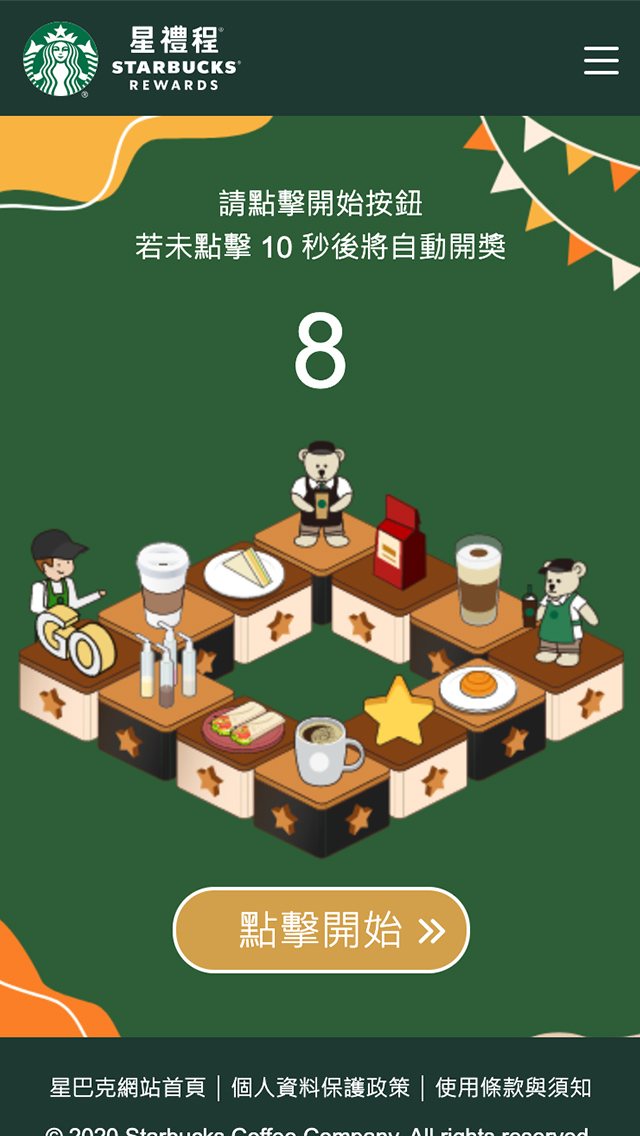 星禮程
STARBUCKS®
REWARDS
請點擊開始按鈕
若未點擊 10 秒後將自動開獎
8
GO
點擊開始 »
星巴克網站首頁 | 個人資料保護政策 | 使用條款與須知
© 2020 Starbucks Coffee Company. All rights reserved.